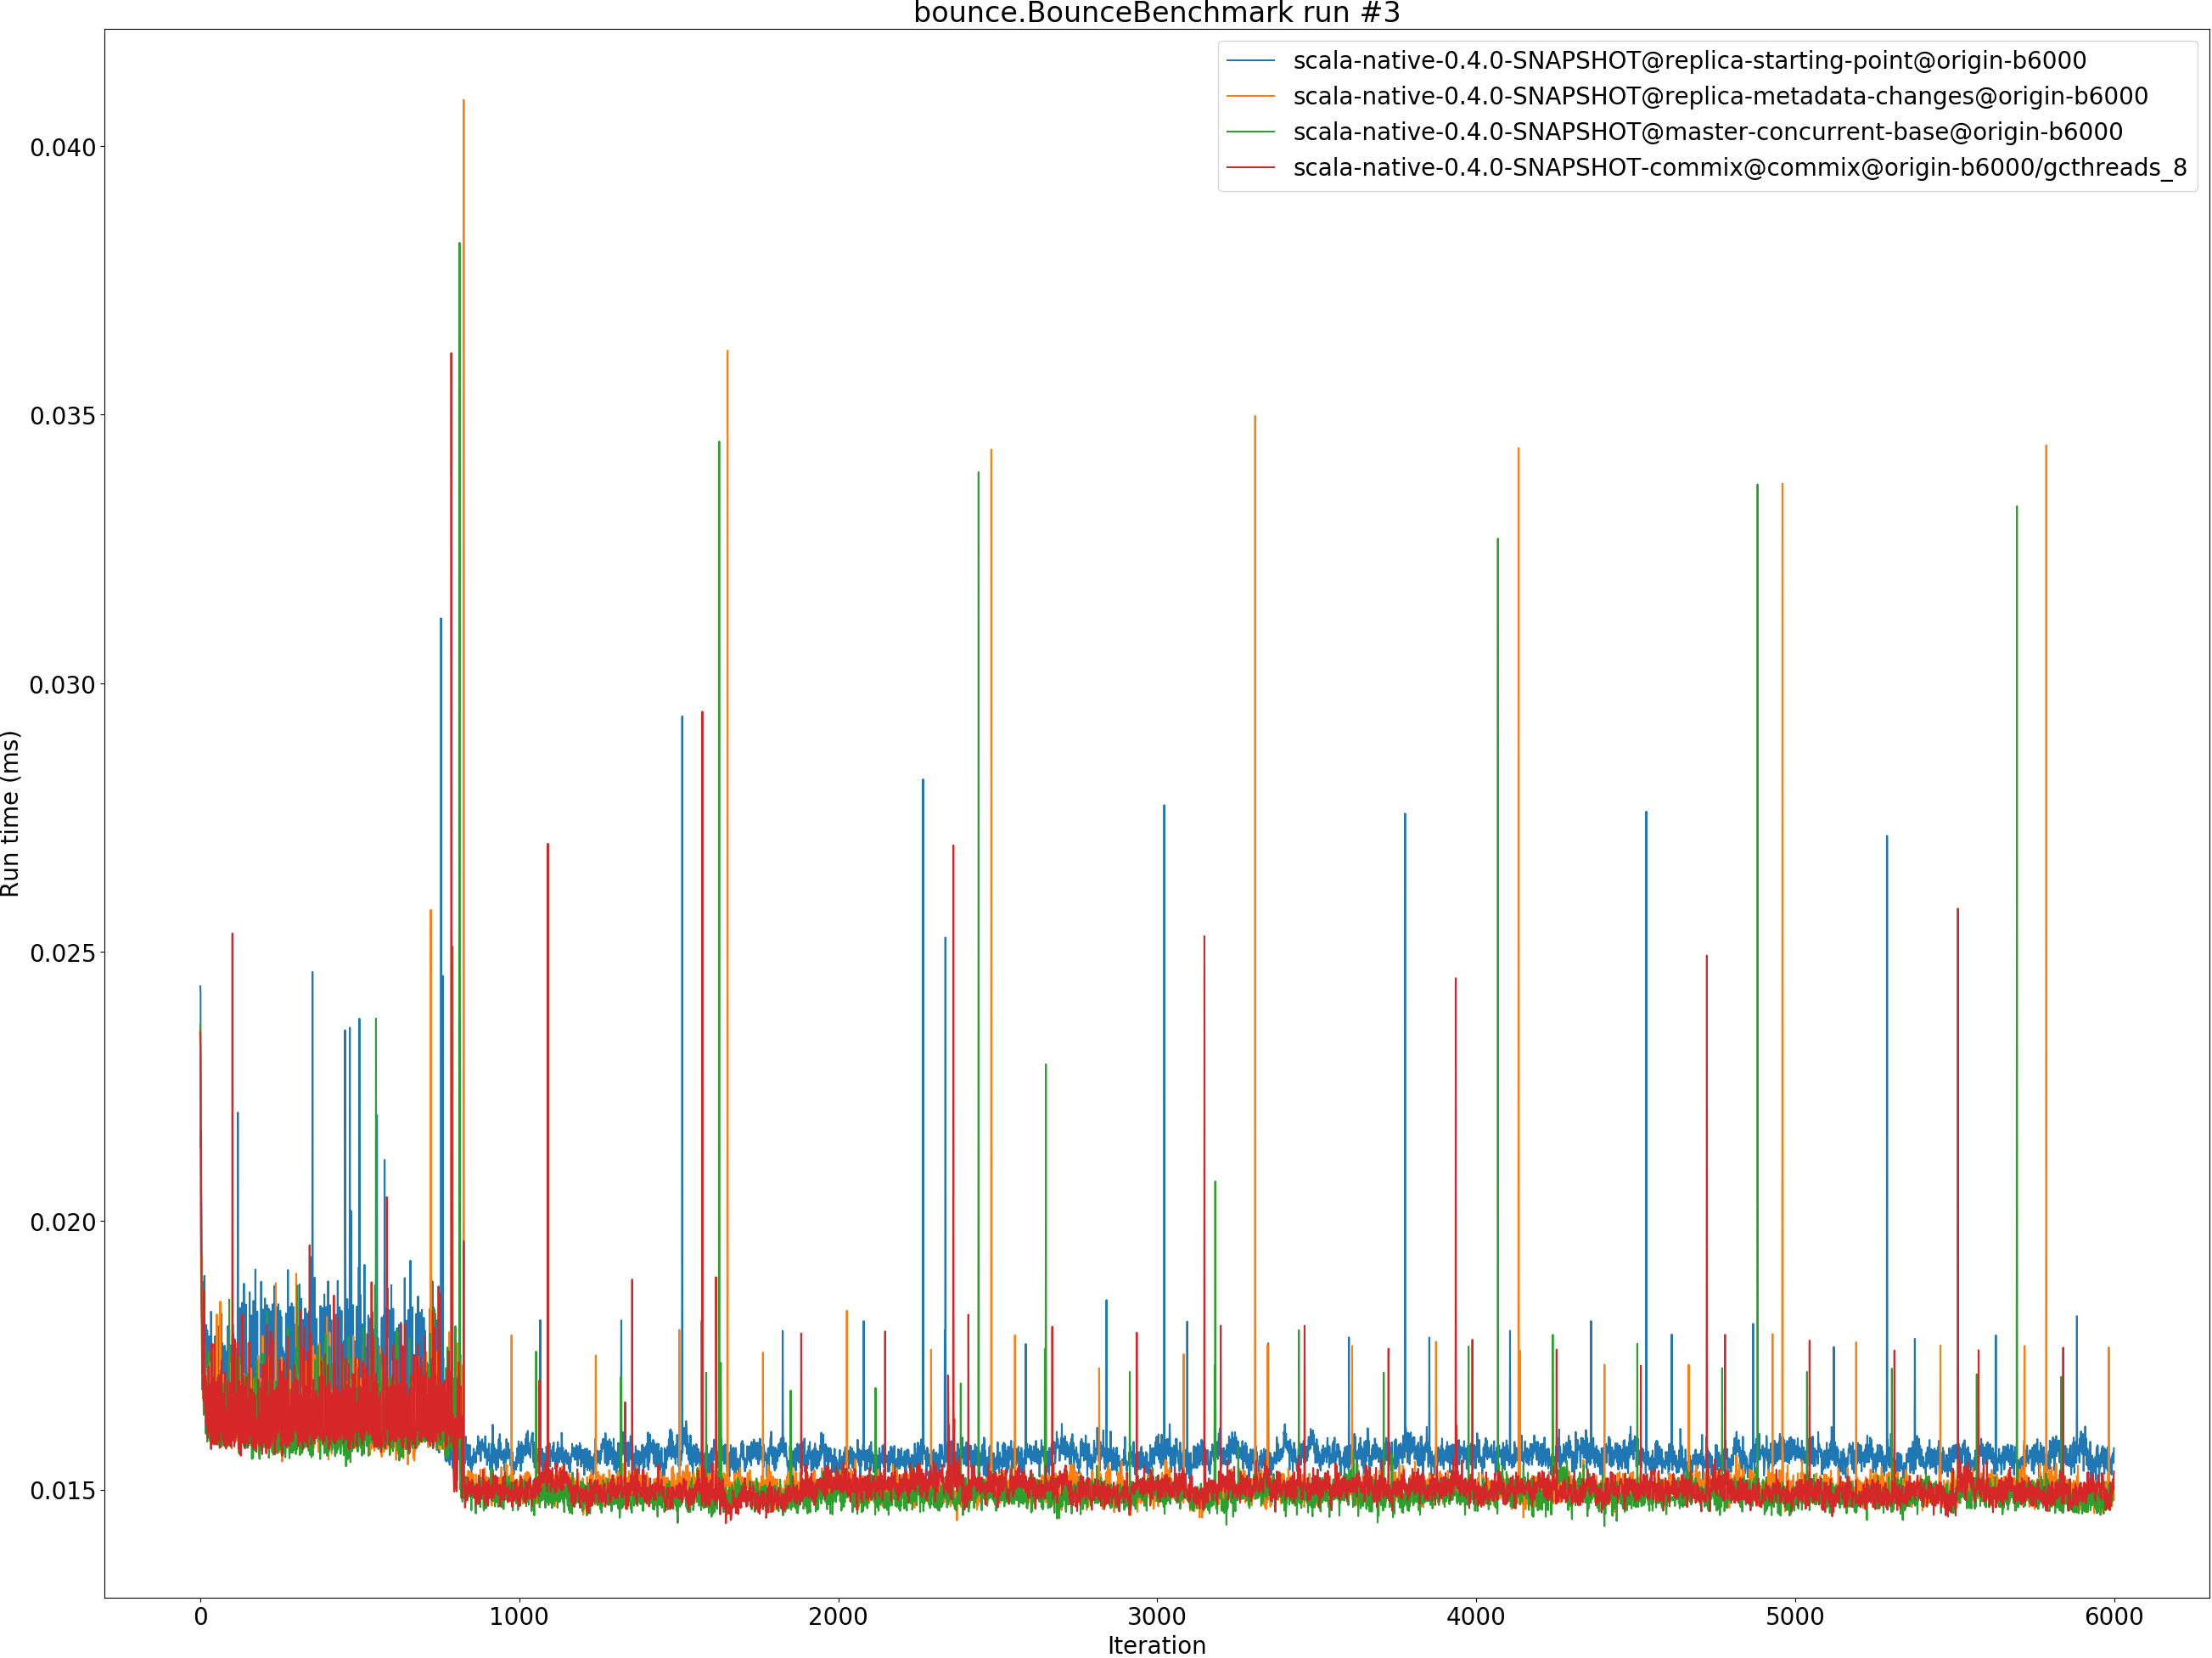 bounce.BounceBenchmark run #3
scala-native-0.4.0-SNAPSHOT@replica-starting-point@origin-b6000
scala-native-0.4.0-SNAPSHOT@replica-metadata-changes@origin-b6000
scala-native-0.4.0-SNAPSHOT@master-concurrent-base@origin-b6000
scala-native-0.4.0-SNAPSHOT-commix@commix@origin-b6000/gcthreads_8
0.040
0.035
0.030
Run time (ms)
0.025
0.020
0.015
0 1000 2000 3000 4000 5000 6000
Iteration